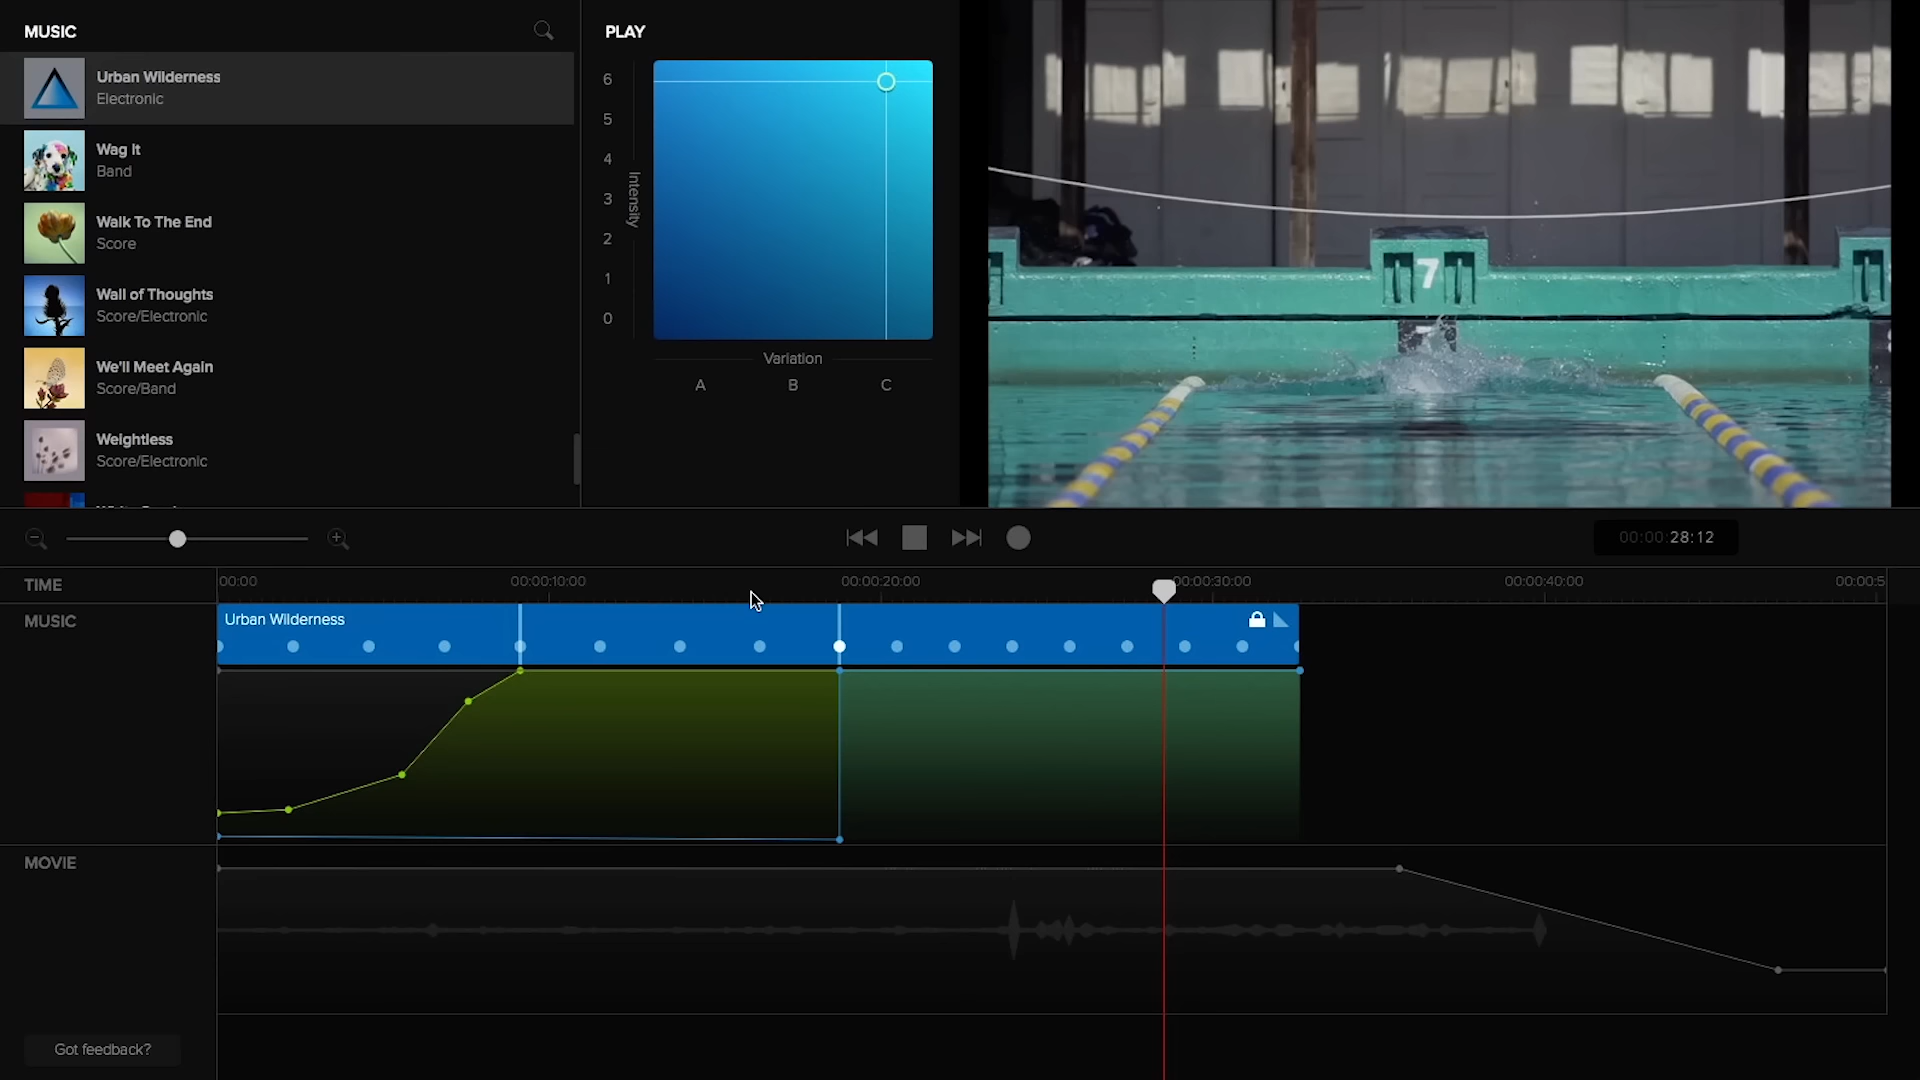 MUSIC
Urban Wilderness
Electronic
Wag It
Band
Walk To The End
Score
Wall of Thoughts
Score/Electronic
We'll Meet Again
Score/Band
Weightless
Score/Electronic
PLAY
6
5
4
3
2
1
0
Intensity
Variation
A B C
7
00:00:28:12
TIME
00:00 00:00:10:00 00:00:20:00 00:00:30:00 00:00:40:00 00:00:5
MUSIC
Urban Wilderness
MOVIE
Got feedback?